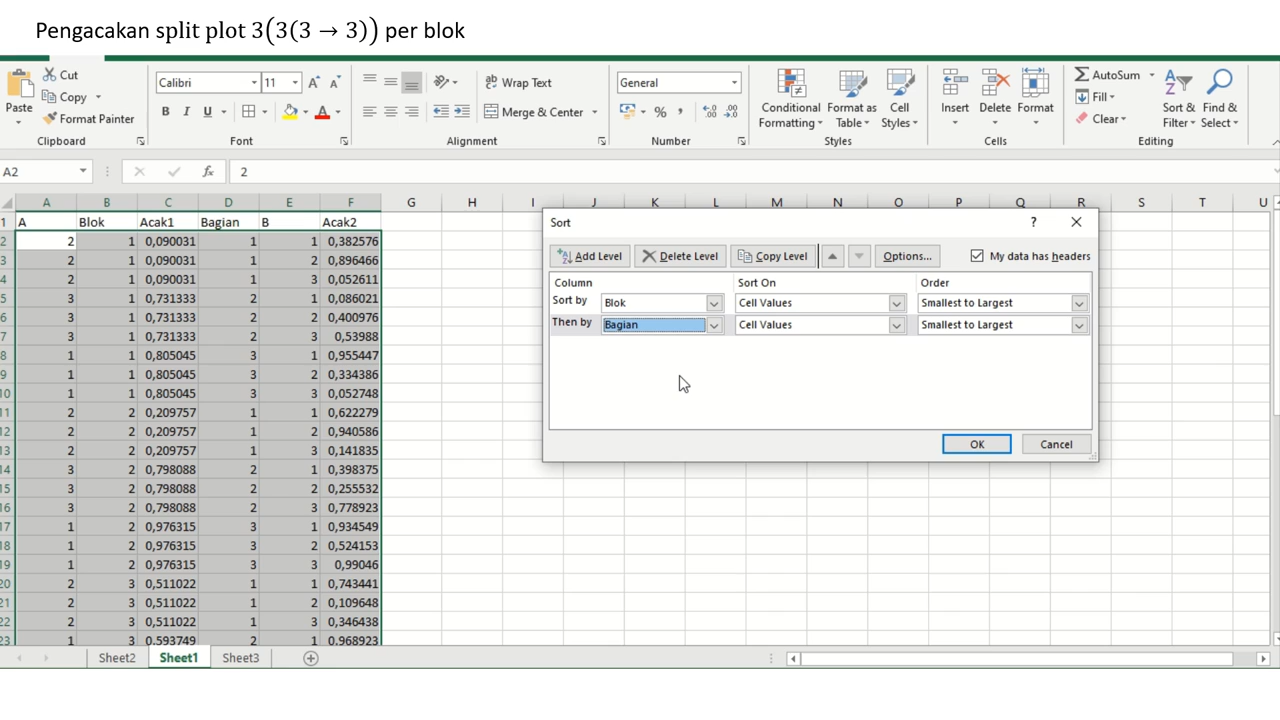 Pengacakan split plot 3(3(3 → 3)) per blok
Cut
Copy
Format Painter
Paste
Clipboard
Calibri 11
B I U
Font
Wrap Text
Merge & Center
Alignment
General
Number
Conditional Formatting
Format as Table
Cell Styles
Styles
Insert Delete Format
Cells
AutoSum
Fill
Clear
Sort & Filter
Find & Select
Editing
A2 fx 2
A B C D E F G H I J K L M N O P Q R S T U
1 A Blok Acak1 Bagian B Acak2
2 2 1 0,090031 1 1 0,382576
3 2 1 0,090031 1 2 0,896466
4 2 1 0,090031 1 3 0,052611
5 3 1 0,731333 2 1 0,086021
6 3 1 0,731333 2 2 0,400976
7 3 1 0,731333 2 3 0,53988
8 1 1 0,805045 3 1 0,955447
9 1 1 0,805045 3 2 0,334386
10 1 1 0,805045 3 3 0,052748
11 2 2 0,209757 1 1 0,622279
12 2 2 0,209757 1 2 0,940586
13 2 2 0,209757 1 3 0,141835
14 3 2 0,798088 2 1 0,398375
15 3 2 0,798088 2 2 0,255532
16 3 2 0,798088 2 3 0,778923
17 1 2 0,976315 3 1 0,934549
18 1 2 0,976315 3 2 0,524153
19 1 2 0,976315 3 3 0,99046
20 2 3 0,511022 1 1 0,743441
21 2 3 0,511022 1 2 0,109648
22 2 3 0,511022 1 3 0,346438
23 1 3 0,593749 2 1 0,968923
Sort ?
Add Level Delete Level Copy Level Options... My data has headers
Column Sort On Order
Sort by Blok Cell Values Smallest to Largest
Then by Bagian Cell Values Smallest to Largest
OK Cancel
Sheet2 Sheet1 Sheet3